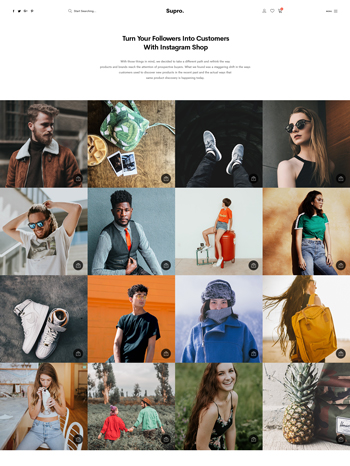 Start Searching...
Supro.
Turn Your Followers Into Customers
With Instagram Shop
With those things in mind, we decided to take a different path and rethink the way
products and brands reach the attention of prospective buyers. What we found was a staggering shift in the ways
customers used to discover new products in the recent past and the actual ways that
same product discovery is happening today.